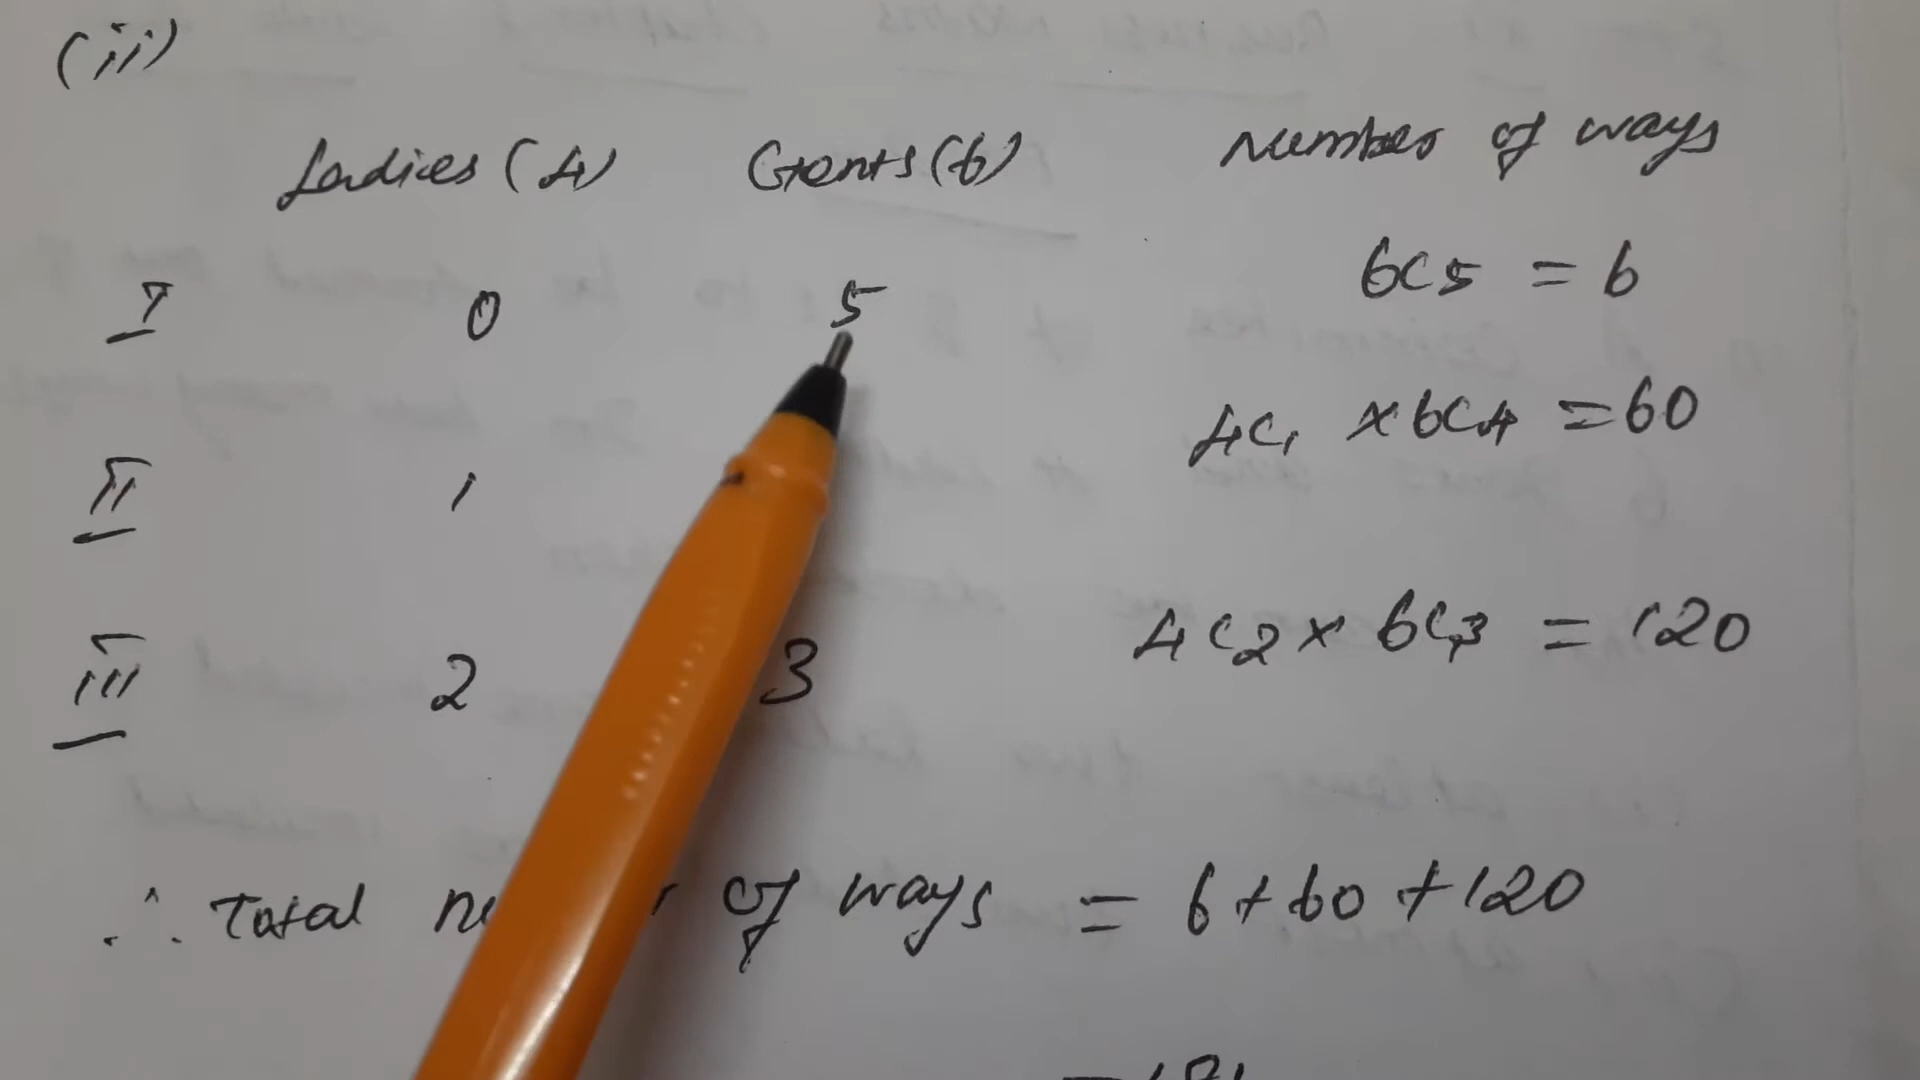 (ii)
Ladies (4) Gents (6) Number of ways
I 0 5 6C5 = 6
II 1 4C1 × 6C4 = 60
III 2 3 4C2 × 6C3 = 120
∴ Total of ways = 6 + 60 + 120